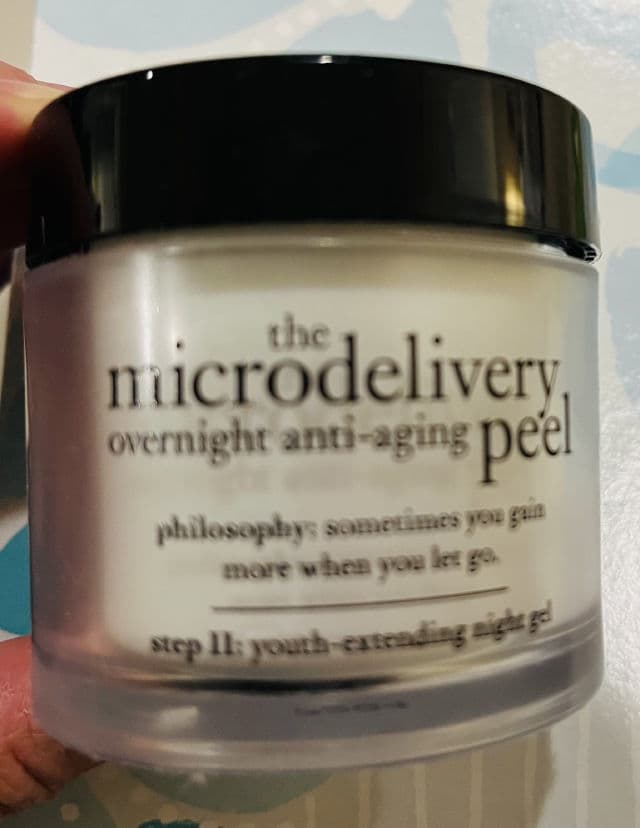 the
microdelivery
overnight anti-aging peel
philosophy: sometimes you gain
more when you let go.
step II: youth-extending night gel